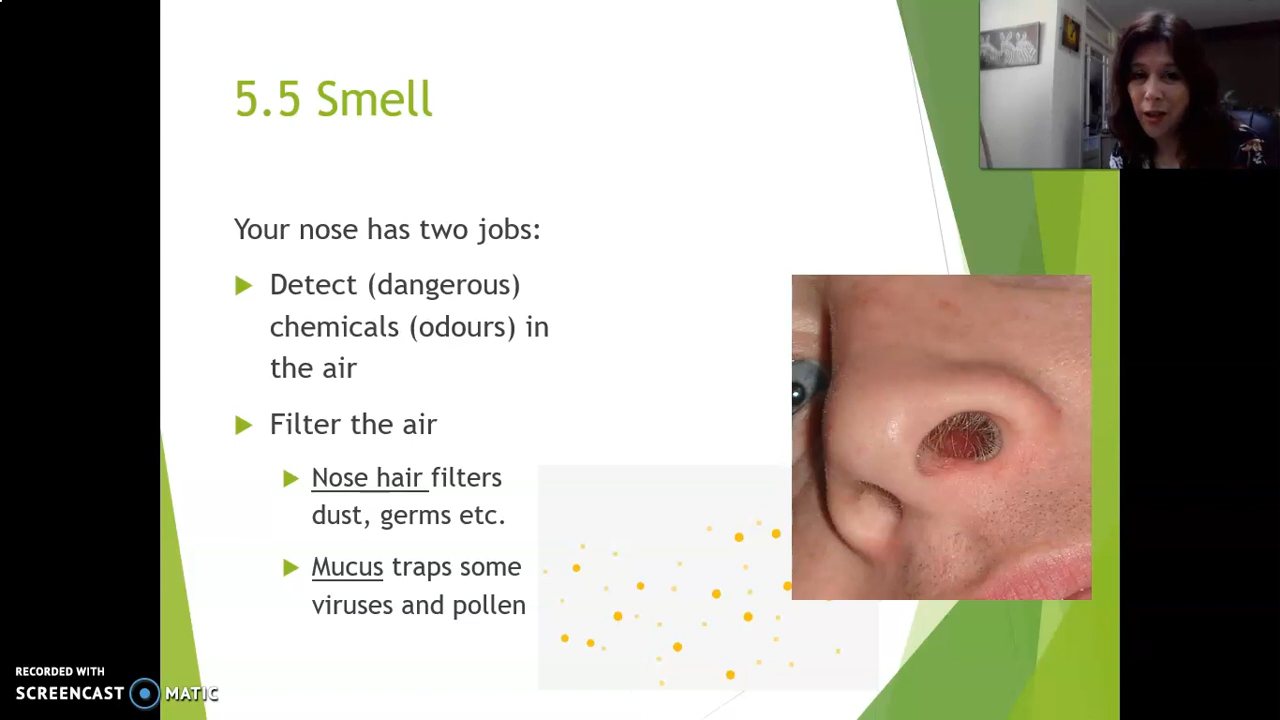 5.5 Smell
Your nose has two jobs:
Detect (dangerous)
chemicals (odours) in
the air
Filter the air
Nose hair filters
dust, germs etc.
Mucus traps some
viruses and pollen
RECORDED WITH
SCREENCAST MATIC